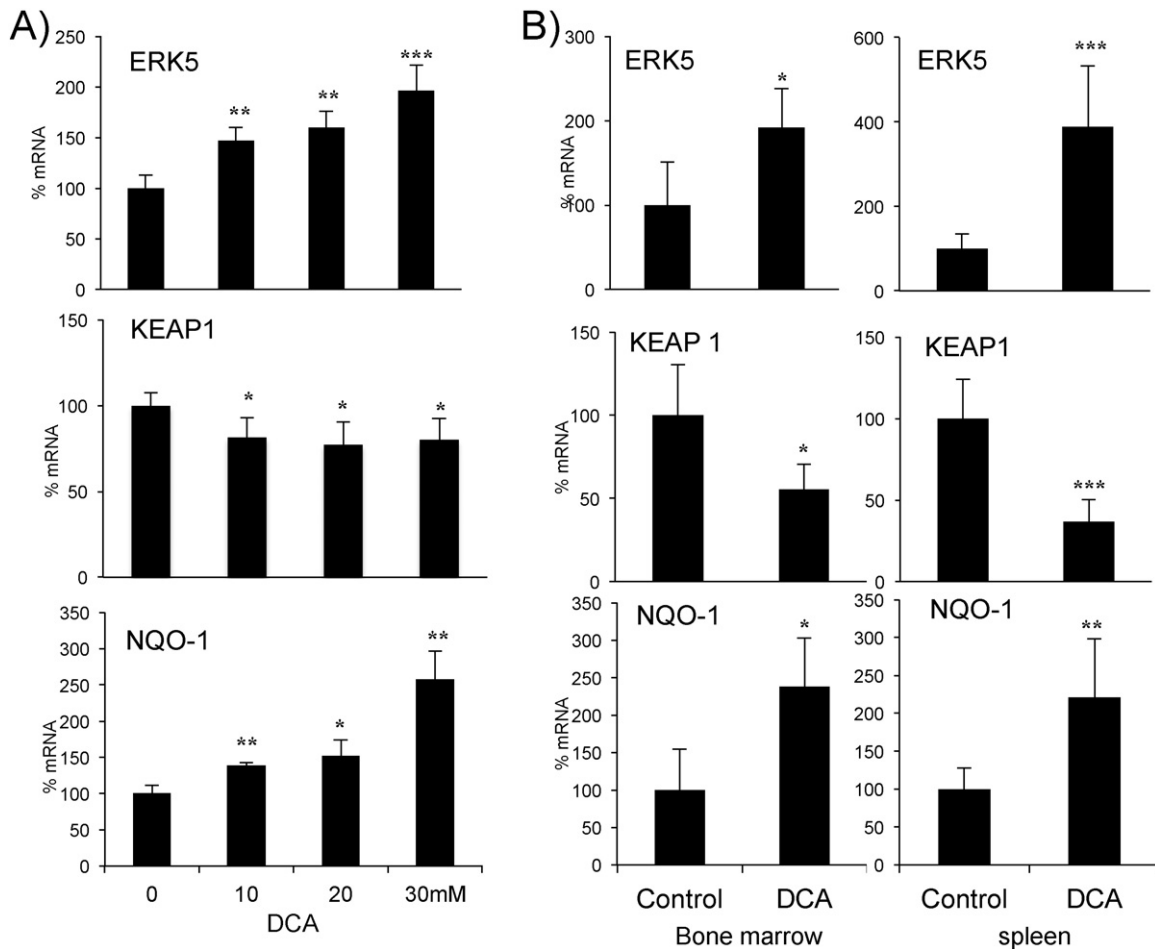 A)
ERK5
% mRNA
250
200
150
100
50
0
**
**
***
KEAP1
% mRNA
150
100
50
0
*
*
*
NQO-1
% mRNA
350
300
250
200
150
100
50
0
**
*
**
0 10 20 30mM
DCA
B)
ERK5
% mRNA
300
200
100
0
*
ERK5
800
600
400
200
0
***
KEAP 1
% mRNA
150
100
50
0
*
KEAP1
150
100
50
0
***
NQO-1
% mRNA
350
300
250
200
150
100
50
0
*
NQO-1
350
300
250
200
150
100
50
0
**
Control DCA
Bone marrow
Control DCA
spleen